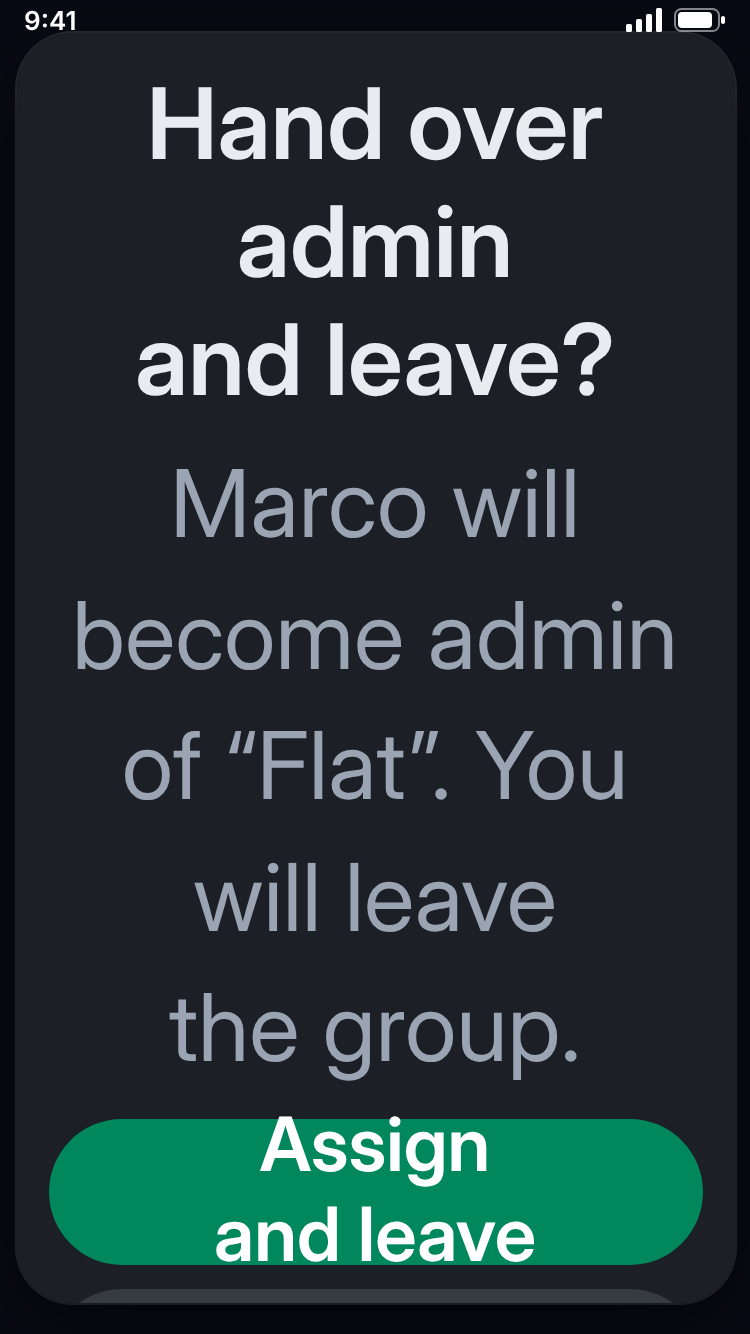 9:41
Hand over
admin
and leave?
Marco will
become admin
of “Flat”. You
will leave
the group.
Assign
and leave